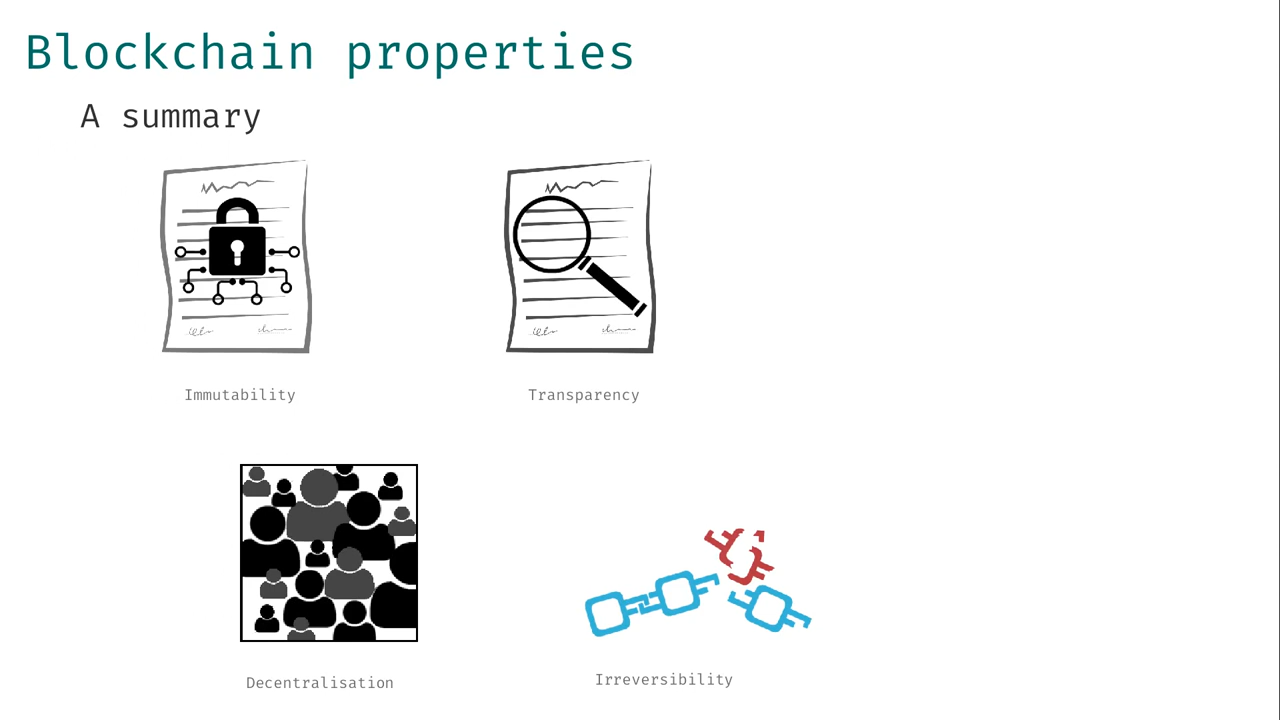 Blockchain properties
A summary
Immutability
Transparency
Decentralisation
Irreversibility